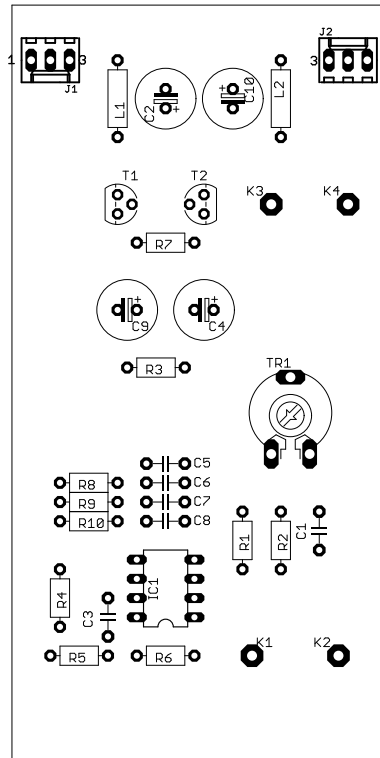 J2
1 3
3
J1
L1
C2
C10
L2
T1 T2
K3 K4
R7
C9 C4
R3
TR1
C5
R8 C6
R9 C7
R10 C8
R1 R2 C1
IC1
R4
C3
K1 K2
R5 R6